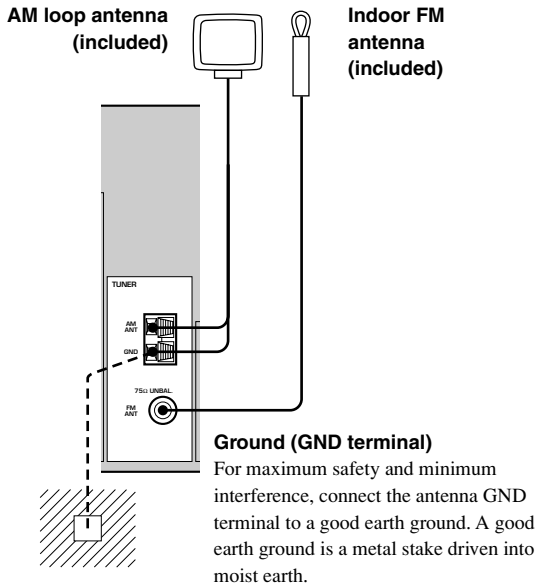 AM loop antenna
(included)
Indoor FM
antenna
(included)
TUNER
AM
ANT
GND
75Ω UNBAL.
FM
ANT
Ground (GND terminal)
For maximum safety and minimum
interference, connect the antenna GND
terminal to a good earth ground. A good
earth ground is a metal stake driven into
moist earth.